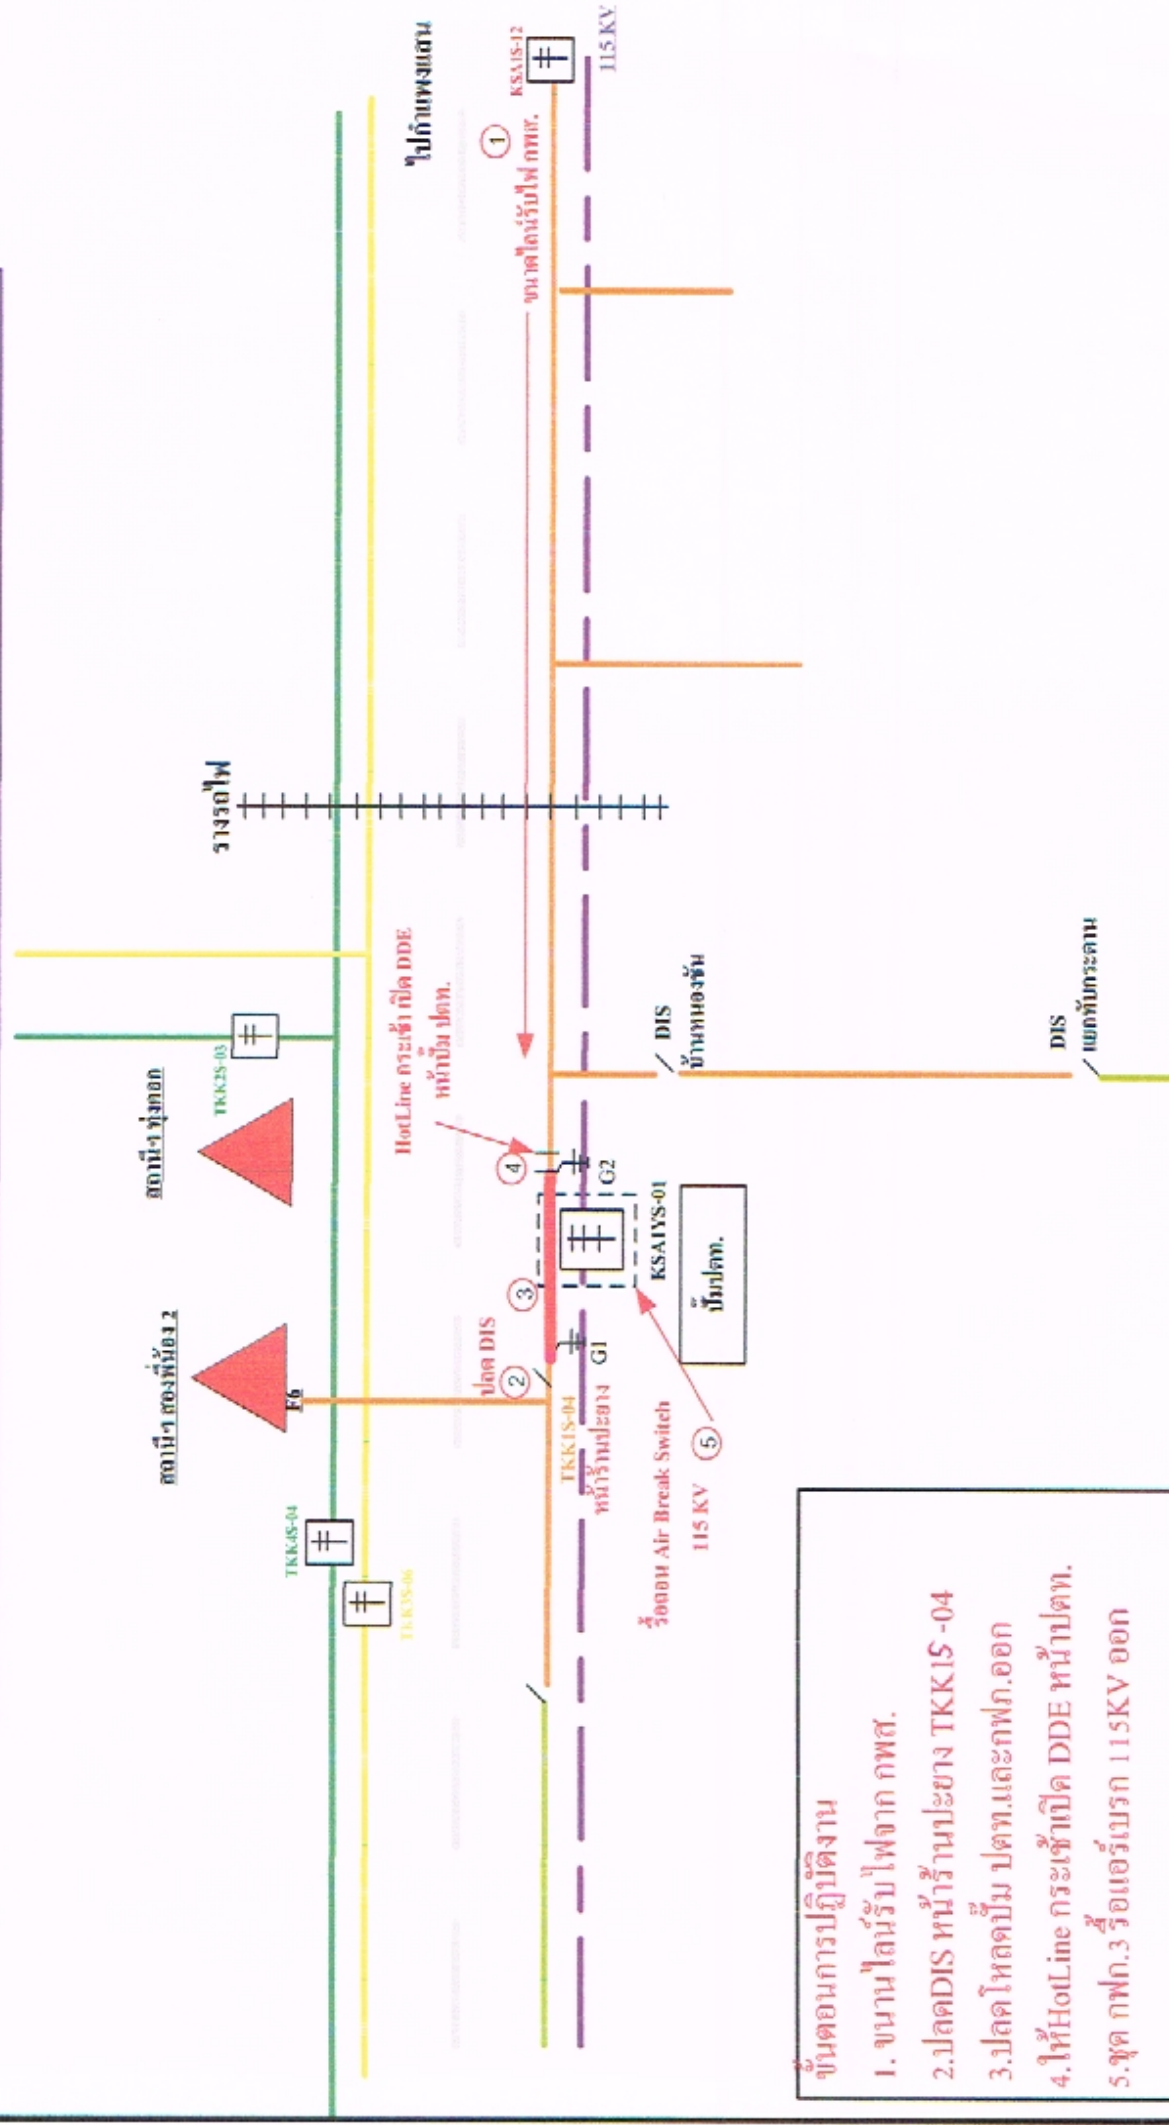 สถานีฯ สองพี่น้อง 2
F6
สถานีฯ ทุ่งคอก
TKK2S-03
รางรถไฟ
TKK4S-04
TKK3S-06
ไปกำแพงแสน
KSA1S-12
115 KV
1
ขนาดไลน์รับไฟ กพส.
HotLine กระเช้า เปิด DDE
หน้าปั๊ม ปตท.
ปลด DIS
2
3
4
TKK1S-04
หน้าร้านปะยาง
G1
G2
KSA1YS-01
ปั๊มปตท.
DIS
บ้านหนองขัน
DIS
แยกทับกระดาน
รื้อถอน Air Break Switch
115 KV
5
ขั้นตอนการปฏิบัติงาน
1. ขนานไลน์รับไฟจาก กพส.
2.ปลดDIS หน้าร้านปะยาง TKK1S -04
3.ปลดโหลดปั๊ม ปตท.และกฟภ.ออก
4.ให้HotLine กระเช้าเปิด DDE หน้าปตท.
5.ชุด กฟก.3 รื้อแอร์เบรก 115KV ออก